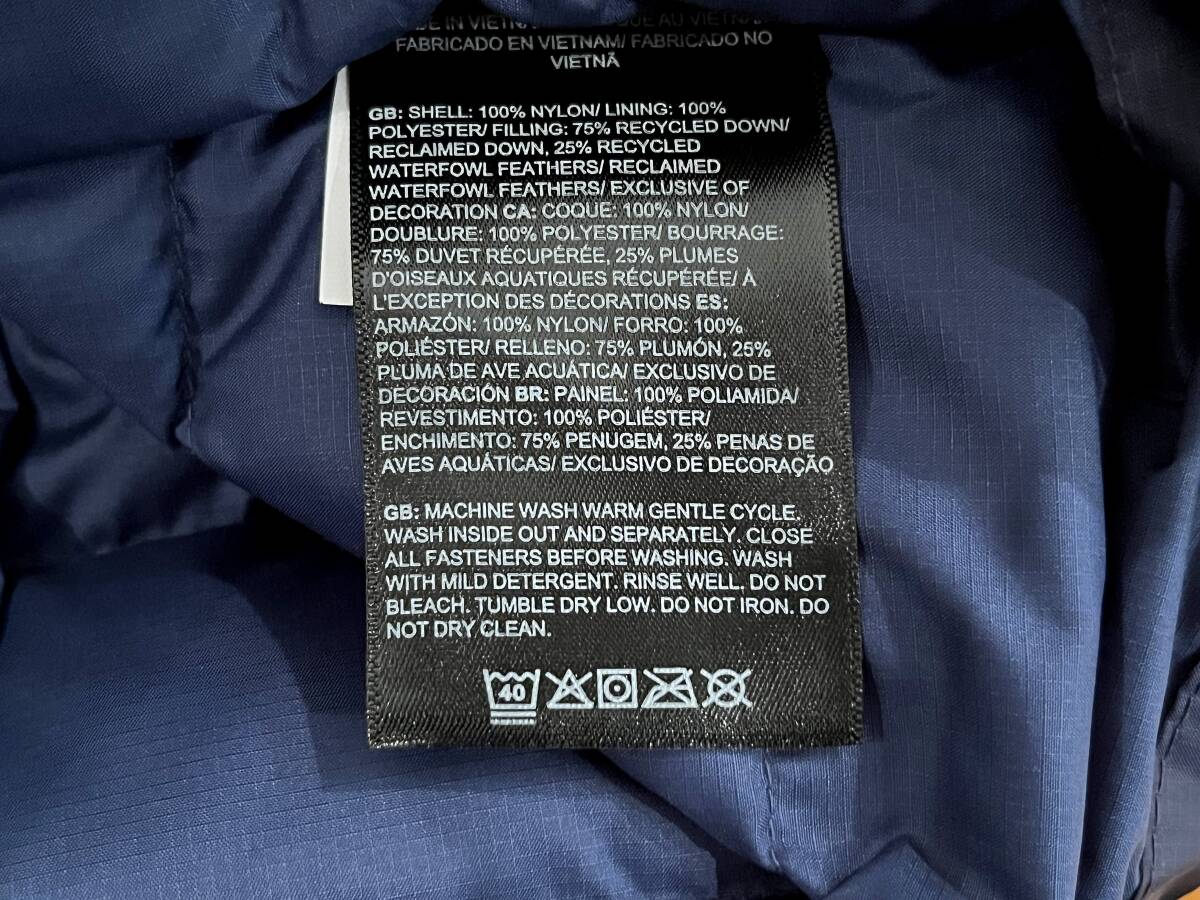 IN VIETN
FABRICADO EN VIETNAM/ FABRICADO NO
VIETNÃ
GB: SHELL: 100% NYLON/ LINING: 100%
POLYESTER/ FILLING: 75% RECYCLED DOWN/
RECLAIMED DOWN, 25% RECYCLED
WATERFOWL FEATHERS/ RECLAIMED
WATERFOWL FEATHERS/ EXCLUSIVE OF
DECORATION CA: COQUE: 100% NYLON/
DOUBLURE: 100% POLYESTER/ BOURRAGE:
75% DUVET RÉCUPÉRÉE, 25% PLUMES
D'OISEAUX AQUATIQUES RÉCUPÉRÉE/ À
L'EXCEPTION DES DÉCORATIONS ES:
ARMAZÓN: 100% NYLON/ FORRO: 100%
POLIÉSTER/ RELLENO: 75% PLUMÓN, 25%
PLUMA DE AVE ACUÁTICA/ EXCLUSIVO DE
DECORACIÓN BR: PAINEL: 100% POLIAMIDA/
REVESTIMENTO: 100% POLIÉSTER/
ENCHIMENTO: 75% PENUGEM, 25% PENAS DE
AVES AQUÁTICAS/ EXCLUSIVO DE DECORAÇÃO
GB: MACHINE WASH WARM GENTLE CYCLE.
WASH INSIDE OUT AND SEPARATELY. CLOSE
ALL FASTENERS BEFORE WASHING. WASH
WITH MILD DETERGENT. RINSE WELL. DO NOT
BLEACH. TUMBLE DRY LOW. DO NOT IRON. DO
NOT DRY CLEAN.
40